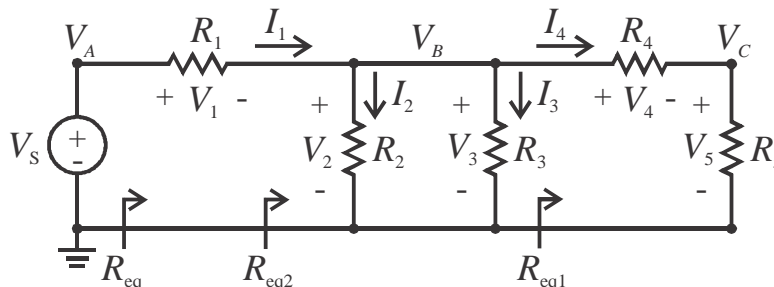 V_A R_1 I_1 V_B I_4 R_4 V_C
+ V_1 - + I_2 + I_3 + V_4 - +
V_S + - V_2 R_2 V_3 R_3 V_5 R
- - -
R_eq R_eq2 R_eq1